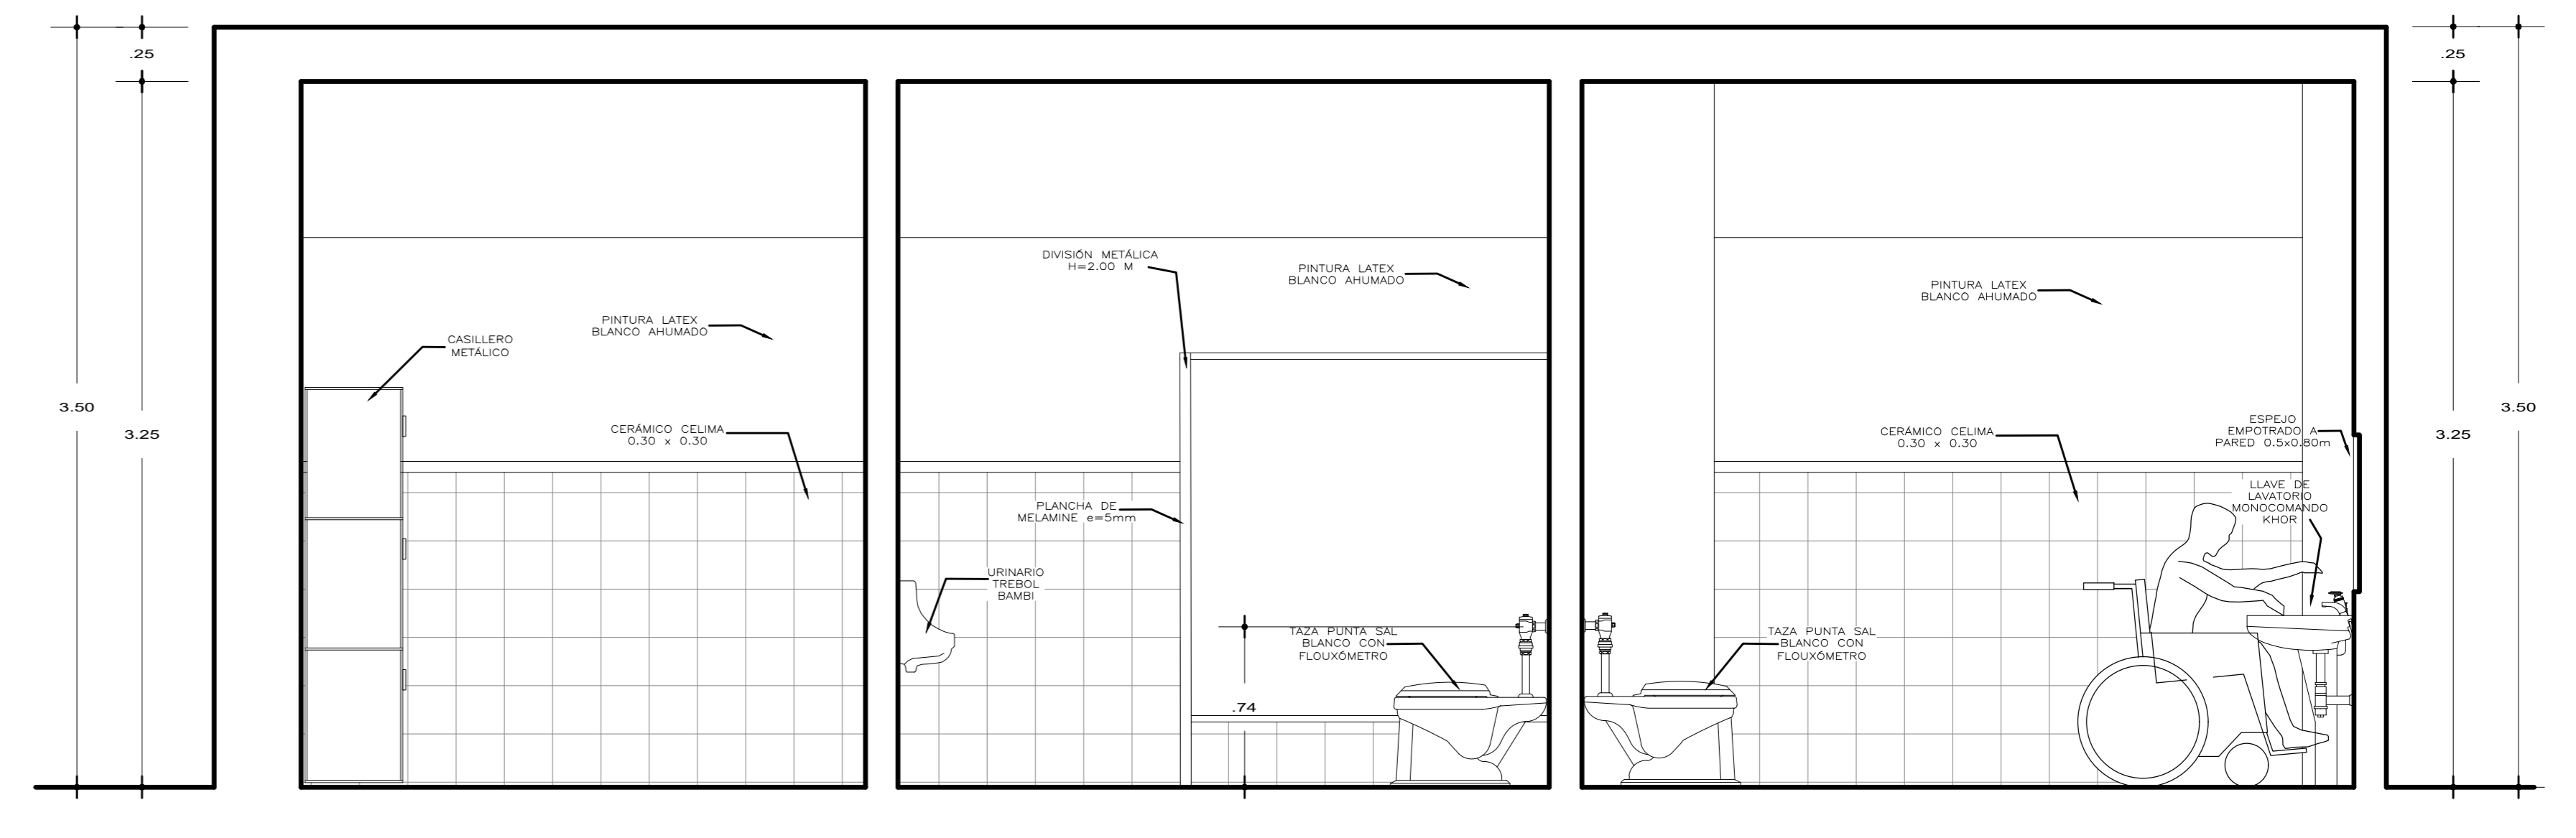 .25
3.50
3.25
CASILLERO
METÁLICO
PINTURA LATEX
BLANCO AHUMADO
CERÁMICO CELIMA
0.30 x 0.30
DIVISIÓN METÁLICA
H=2.00 M
PINTURA LATEX
BLANCO AHUMADO
PLANCHA DE
MELAMINE e=5mm
URINARIO
TREBOL
BAMBI
TAZA PUNTA SAL
BLANCO CON
FLOUXÓMETRO
.74
TAZA PUNTA SAL
BLANCO CON
FLOUXÓMETRO
PINTURA LATEX
BLANCO AHUMADO
CERÁMICO CELIMA
0.30 x 0.30
ESPEJO
EMPOTRADO A
PARED 0.5x0.80m
LLAVE DE
LAVATORIO
MONOCOMANDO
KHOR
.25
3.50
3.25